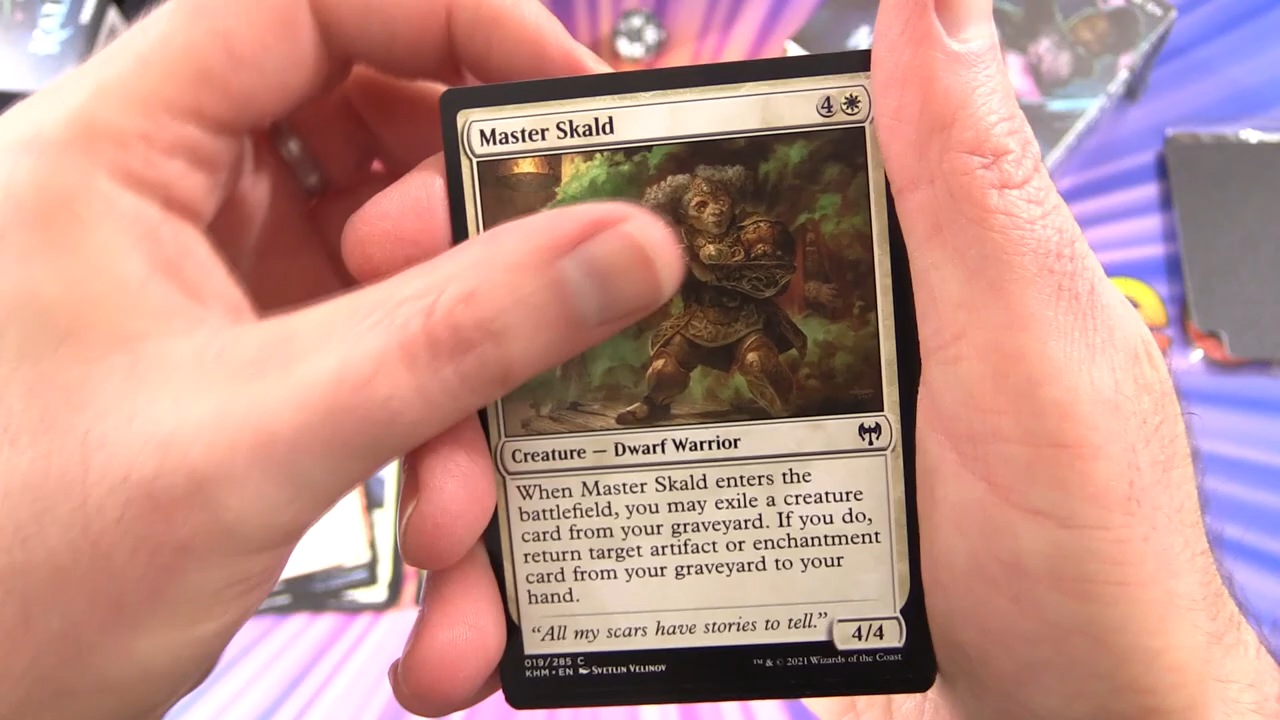 Master Skald 4
Creature — Dwarf Warrior
When Master Skald enters the
battlefield, you may exile a creature
card from your graveyard. If you do,
return target artifact or enchantment
card from your graveyard to your
hand.
“All my scars have stories to tell.”
4/4
019/285 C
KHM • EN Svetlin Velinov
™ & © 2021 Wizards of the Coast